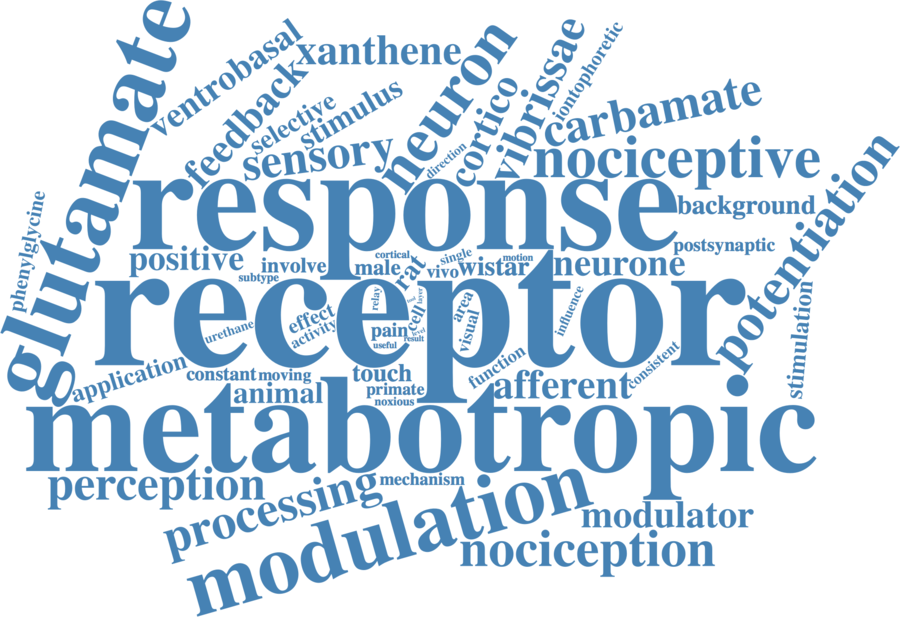 glutamate
ventrobasal
xanthene
feedback
selective
stimulus
sensory
neuron
direction
cortico
vibrissae
iontophoretic
carbamate
nociceptive
response
background
potentiation
phenylglycine
positive
involve
subtype
male
cortical
rat
vivo
single
wistar
motion
neurone
postsynaptic
receptor
urethane
effect
activity
relay
pain
useful
cell
layer
level
result
area
visual
influence
stimulation
application
constant
moving
animal
touch
primate
noxious
function
afferent
consistent
metabotropic
perception
processing
mechanism
modulation
modulator
nociception